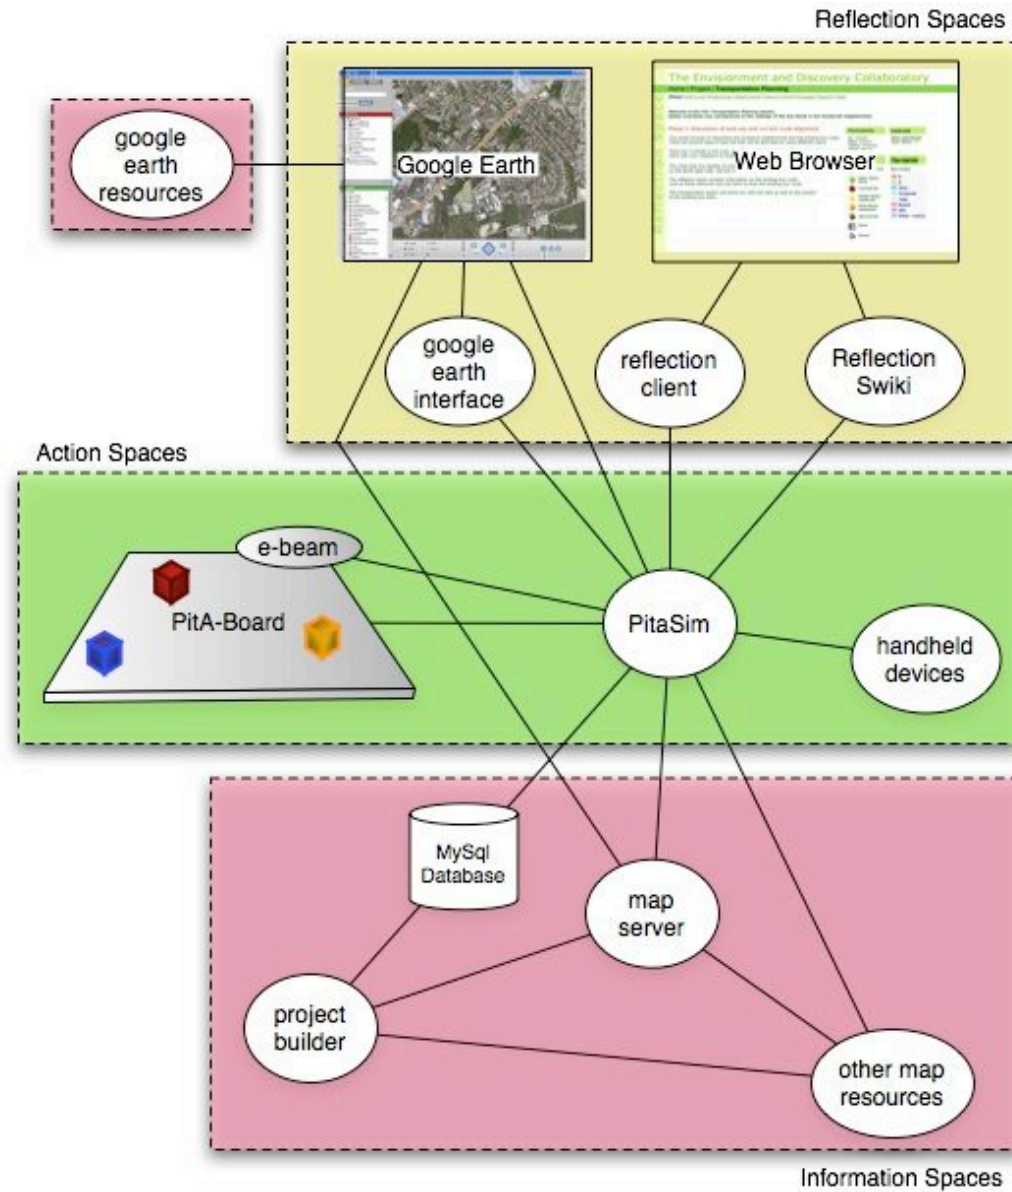 Reflection Spaces
google
earth
resources
Google Earth
The Envisionment and Discovery Collaboratory
Web Browser
google
earth
interface
reflection
client
Reflection
Swiki
Action Spaces
e-beam
PitA-Board
PitaSim
handheld
devices
MySql
Database
map
server
project
builder
other map
resources
Information Spaces